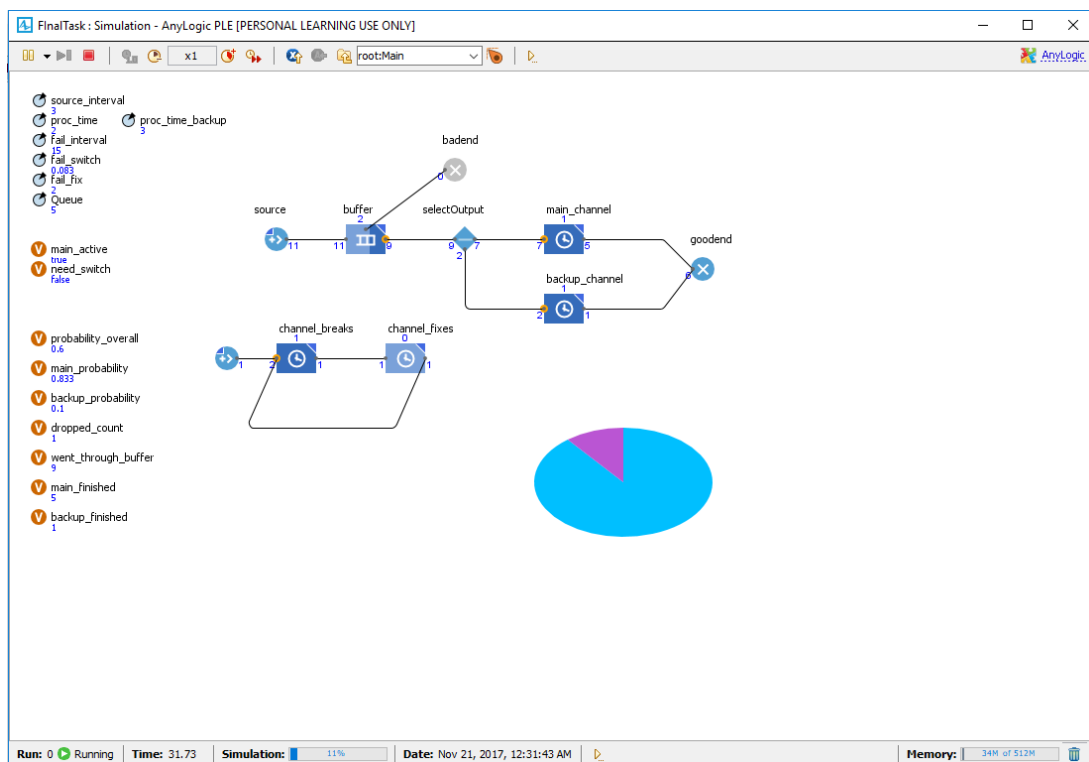 FInalTask : Simulation - AnyLogic PLE [PERSONAL LEARNING USE ONLY]
x1 root:Main AnyLogic
source_interval
3
proc_time proc_time_backup
2 3
fail_interval
15
fail_switch
0.083
fail_fix
2
Queue
5
badend
0
source buffer selectOutput main_channel
2 1
11 11 9 9 7 7 5
2
goodend
6
main_active
true
need_switch
false
backup_channel
1
2 1
probability_overall
0.6
channel_breaks channel_fixes
1 0
1 2 1 1 1
main_probability
0.833
backup_probability
0.1
dropped_count
1
went_through_buffer
9
main_finished
5
backup_finished
1
Run: 0 Running Time: 31.73 Simulation: 11% Date: Nov 21, 2017, 12:31:43 AM Memory: 34M of 512M